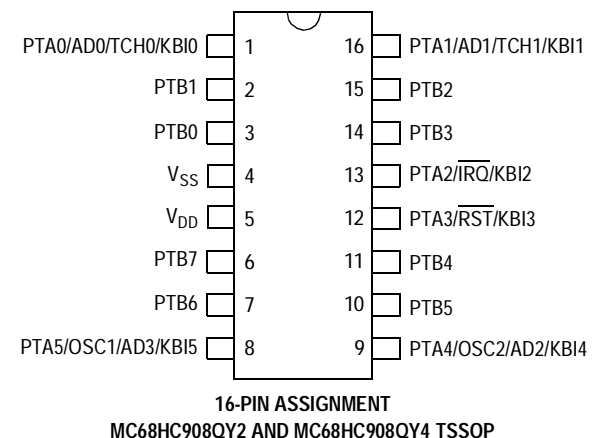 PTA0/AD0/TCH0/KBI0 1 16 PTA1/AD1/TCH1/KBI1
PTB1 2 15 PTB2
PTB0 3 14 PTB3
VSS 4 13 PTA2/IRQ/KBI2
VDD 5 12 PTA3/RST/KBI3
PTB7 6 11 PTB4
PTB6 7 10 PTB5
PTA5/OSC1/AD3/KBI5 8 9 PTA4/OSC2/AD2/KBI4
16-PIN ASSIGNMENT
MC68HC908QY2 AND MC68HC908QY4 TSSOP